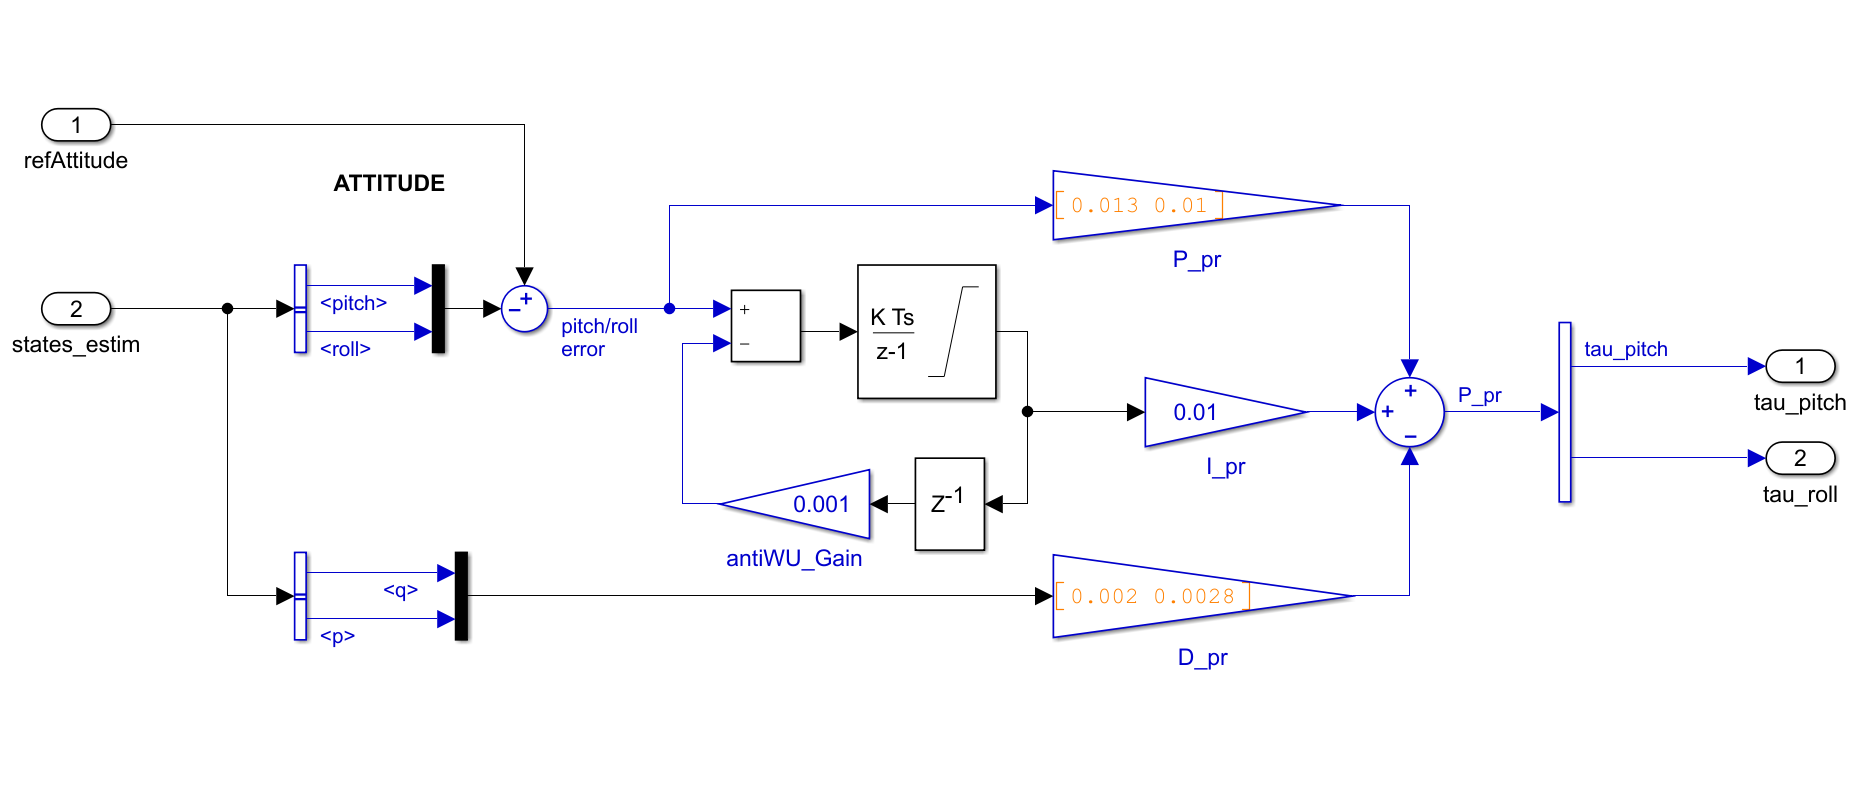 1
refAttitude
ATTITUDE
[ 0.013 0.01 ]
P_pr
2
states_estim
<pitch>
<roll>
+
−
pitch/roll
error
+
−
K Ts
z-1
0.01
I_pr
+
+
−
P_pr
tau_pitch
1
tau_pitch
2
tau_roll
0.001
antiWU_Gain
Z-1
<q>
<p>
[ 0.002 0.0028 ]
D_pr